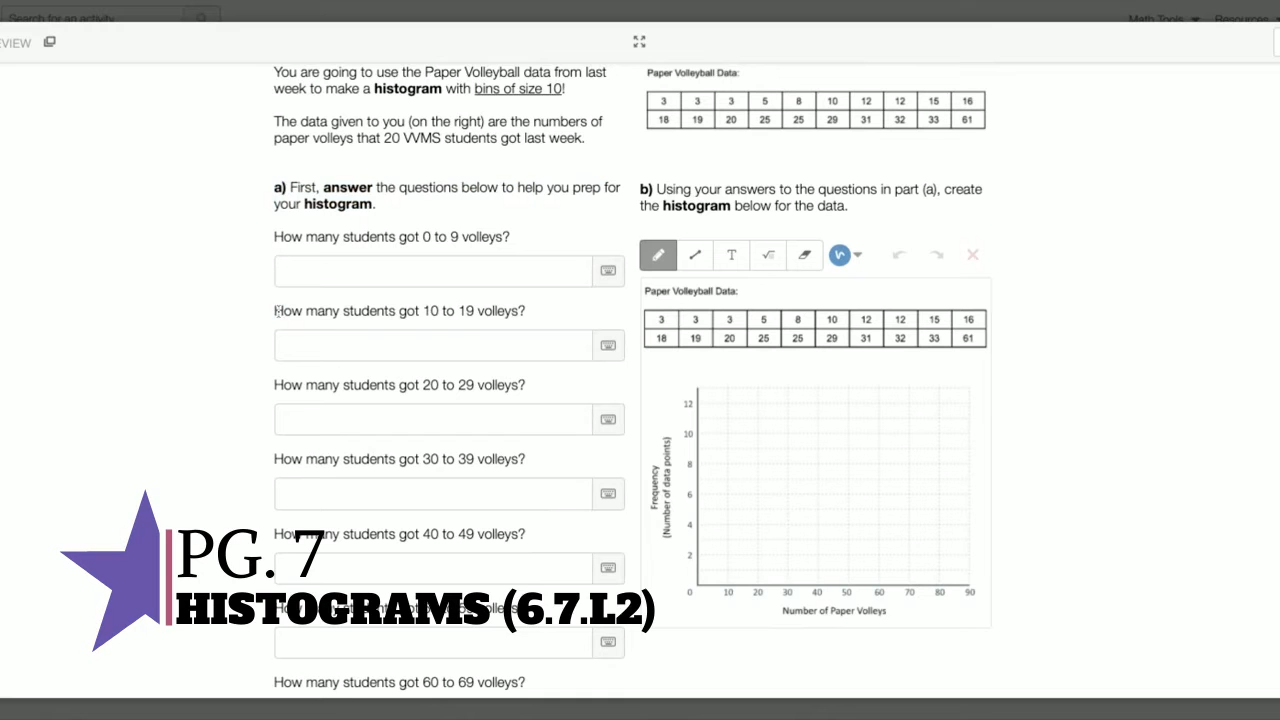 Search for an activity
Math Tools
Resources
VIEW
You are going to use the Paper Volleyball data from last
week to make a histogram with bins of size 10!
The data given to you (on the right) are the numbers of
paper volleys that 20 VVMS students got last week.
a) First, answer the questions below to help you prep for
your histogram.
How many students got 0 to 9 volleys?
How many students got 10 to 19 volleys?
How many students got 20 to 29 volleys?
How many students got 30 to 39 volleys?
How many students got 40 to 49 volleys?
How many students got 60 to 69 volleys?
PG. 7
HISTOGRAMS (6.7.L2)
Paper Volleyball Data:
3 3 3 5 8 10 12 12 15 16
18 19 20 25 25 29 31 32 33 61
b) Using your answers to the questions in part (a), create
the histogram below for the data.
T
Paper Volleyball Data:
3 3 3 5 8 10 12 12 15 16
18 19 20 25 25 29 31 32 33 61
12
10
8
6
4
2
0 10 20 30 40 50 60 70 80 90
Frequency
(Number of data points)
Number of Paper Volleys